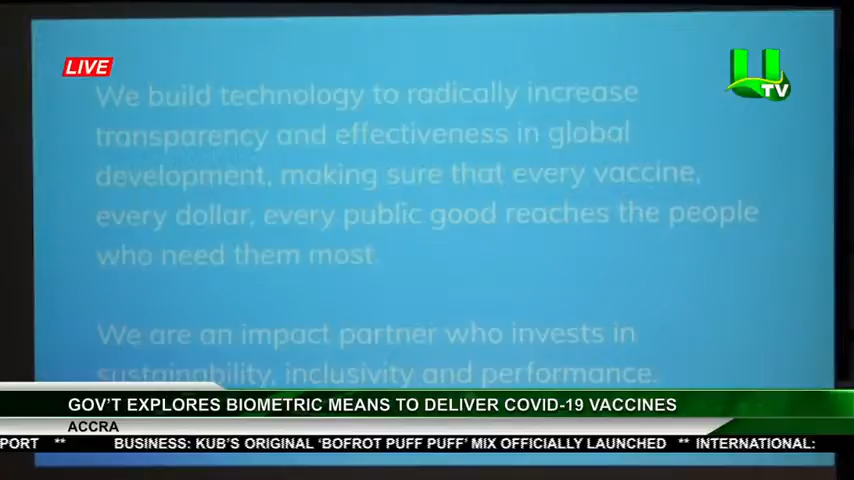 LIVE
U
TV
We build technology to radically increase
transparency and effectiveness in global
development, making sure that every vaccine,
every dollar, every public good reaches the people
who need them most.
We are an impact partner who invests in
sustainability, inclusivity and performance.
GOV'T EXPLORES BIOMETRIC MEANS TO DELIVER COVID-19 VACCINES
ACCRA
PORT ** BUSINESS: KUB'S ORIGINAL 'BOFROT PUFF PUFF' MIX OFFICIALLY LAUNCHED ** INTERNATIONAL: